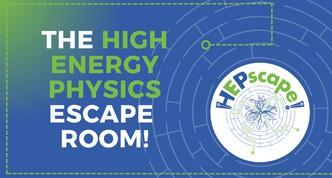 THE HIGH
ENERGY
PHYSICS
ESCAPE
ROOM!
HEPscape!